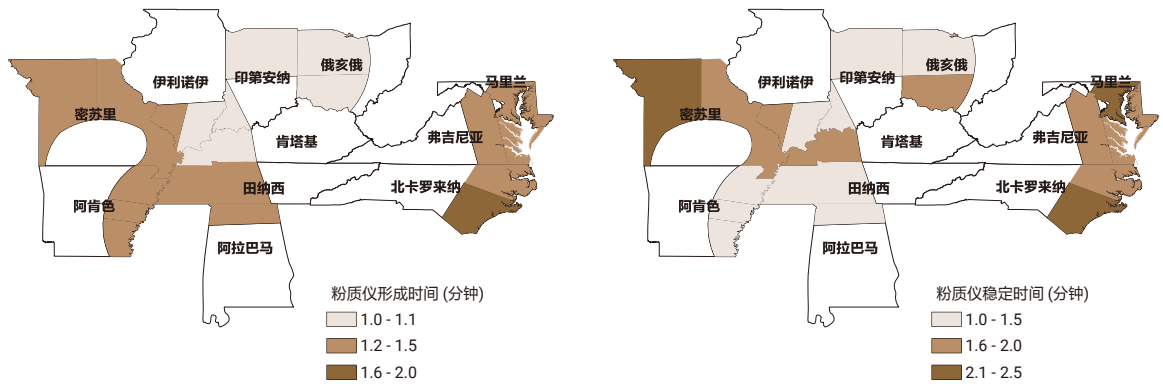 伊利诺伊
印第安纳
俄亥俄
马里兰
密苏里
肯塔基
弗吉尼亚
田纳西
北卡罗来纳
阿肯色
阿拉巴马
粉质仪形成时间 (分钟)
1.0 - 1.1
1.2 - 1.5
1.6 - 2.0
伊利诺伊
印第安纳
俄亥俄
马里兰
密苏里
肯塔基
弗吉尼亚
田纳西
北卡罗来纳
阿肯色
阿拉巴马
粉质仪稳定时间 (分钟)
1.0 - 1.5
1.6 - 2.0
2.1 - 2.5